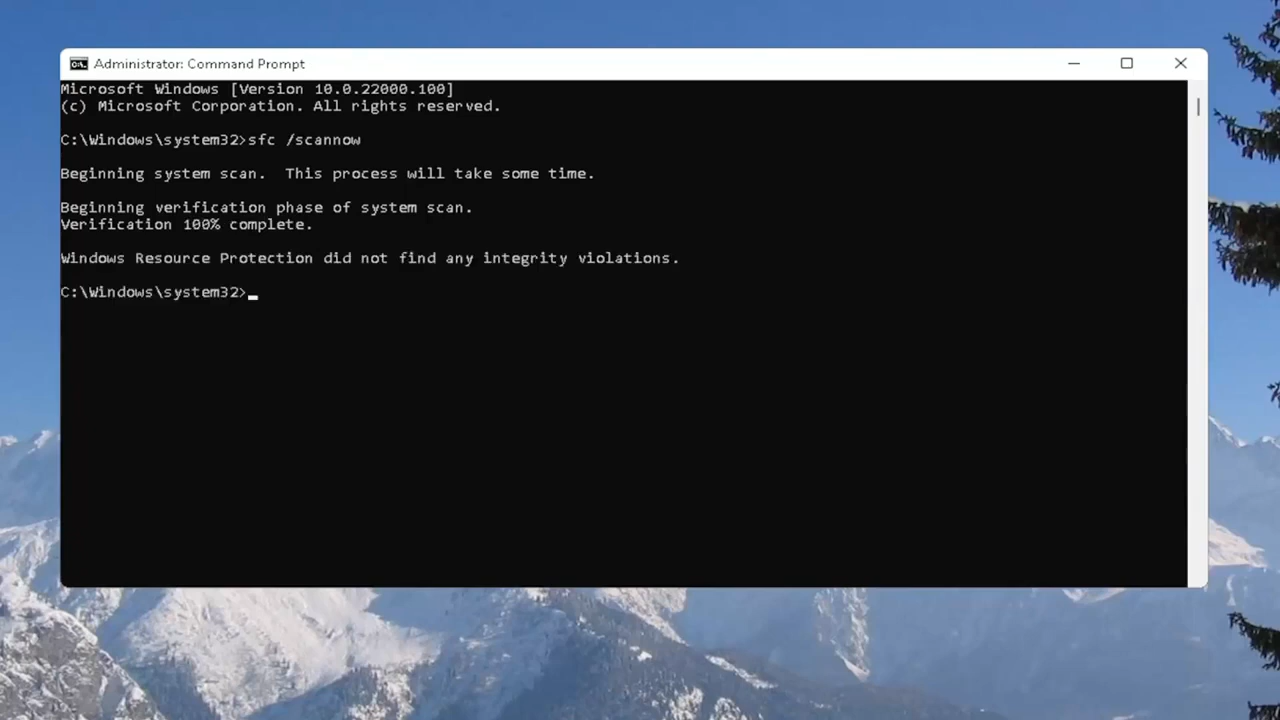 Administrator: Command Prompt
Microsoft Windows [Version 10.0.22000.100]
(c) Microsoft Corporation. All rights reserved.
C:\Windows\system32>sfc /scannow
Beginning system scan.  This process will take some time.
Beginning verification phase of system scan.
Verification 100% complete.
Windows Resource Protection did not find any integrity violations.
C:\Windows\system32>